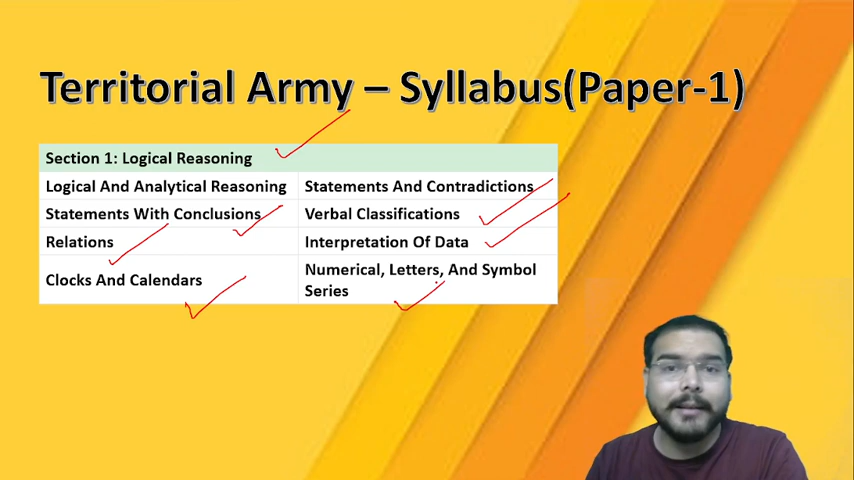 Territorial Army – Syllabus(Paper-1)
Section 1: Logical Reasoning
Logical And Analytical Reasoning
Statements And Contradictions
Statements With Conclusions
Verbal Classifications
Relations
Interpretation Of Data
Clocks And Calendars
Numerical, Letters, And Symbol
Series